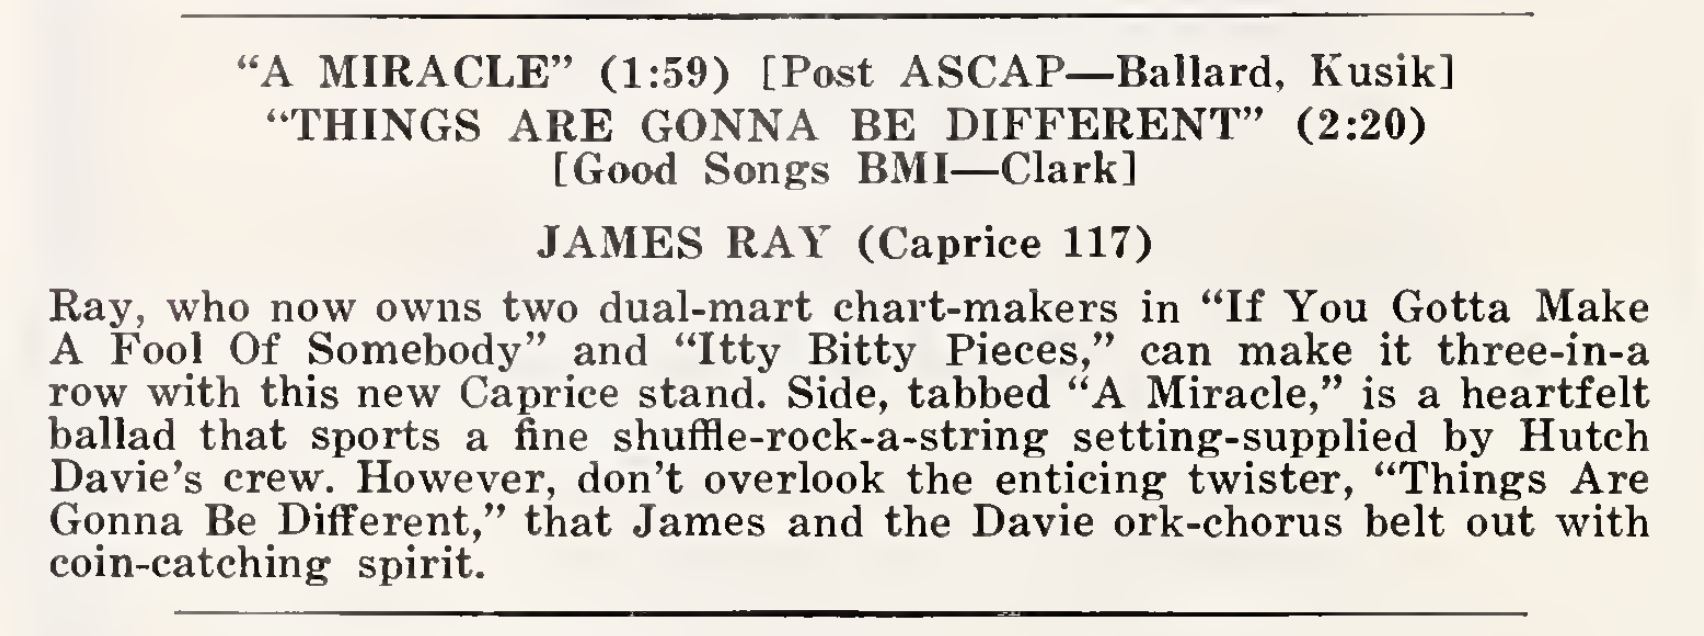 “A MIRACLE” (1:59) [Post ASCAP—Ballard, Kusik]
“THINGS ARE GONNA BE DIFFERENT” (2:20)
[Good Songs BMI—Clark]
JAMES RAY (Caprice 117)
Ray, who now owns two dual-mart chart-makers in “If You Gotta Make
A Fool Of Somebody” and “Itty Bitty Pieces,” can make it three-in-a
row with this new Caprice stand. Side, tabbed “A Miracle,” is a heartfelt
ballad that sports a fine shuffle-rock-a-string setting-supplied by Hutch
Davie’s crew. However, don’t overlook the enticing twister, “Things Are
Gonna Be Different,” that James and the Davie ork-chorus belt out with
coin-catching spirit.